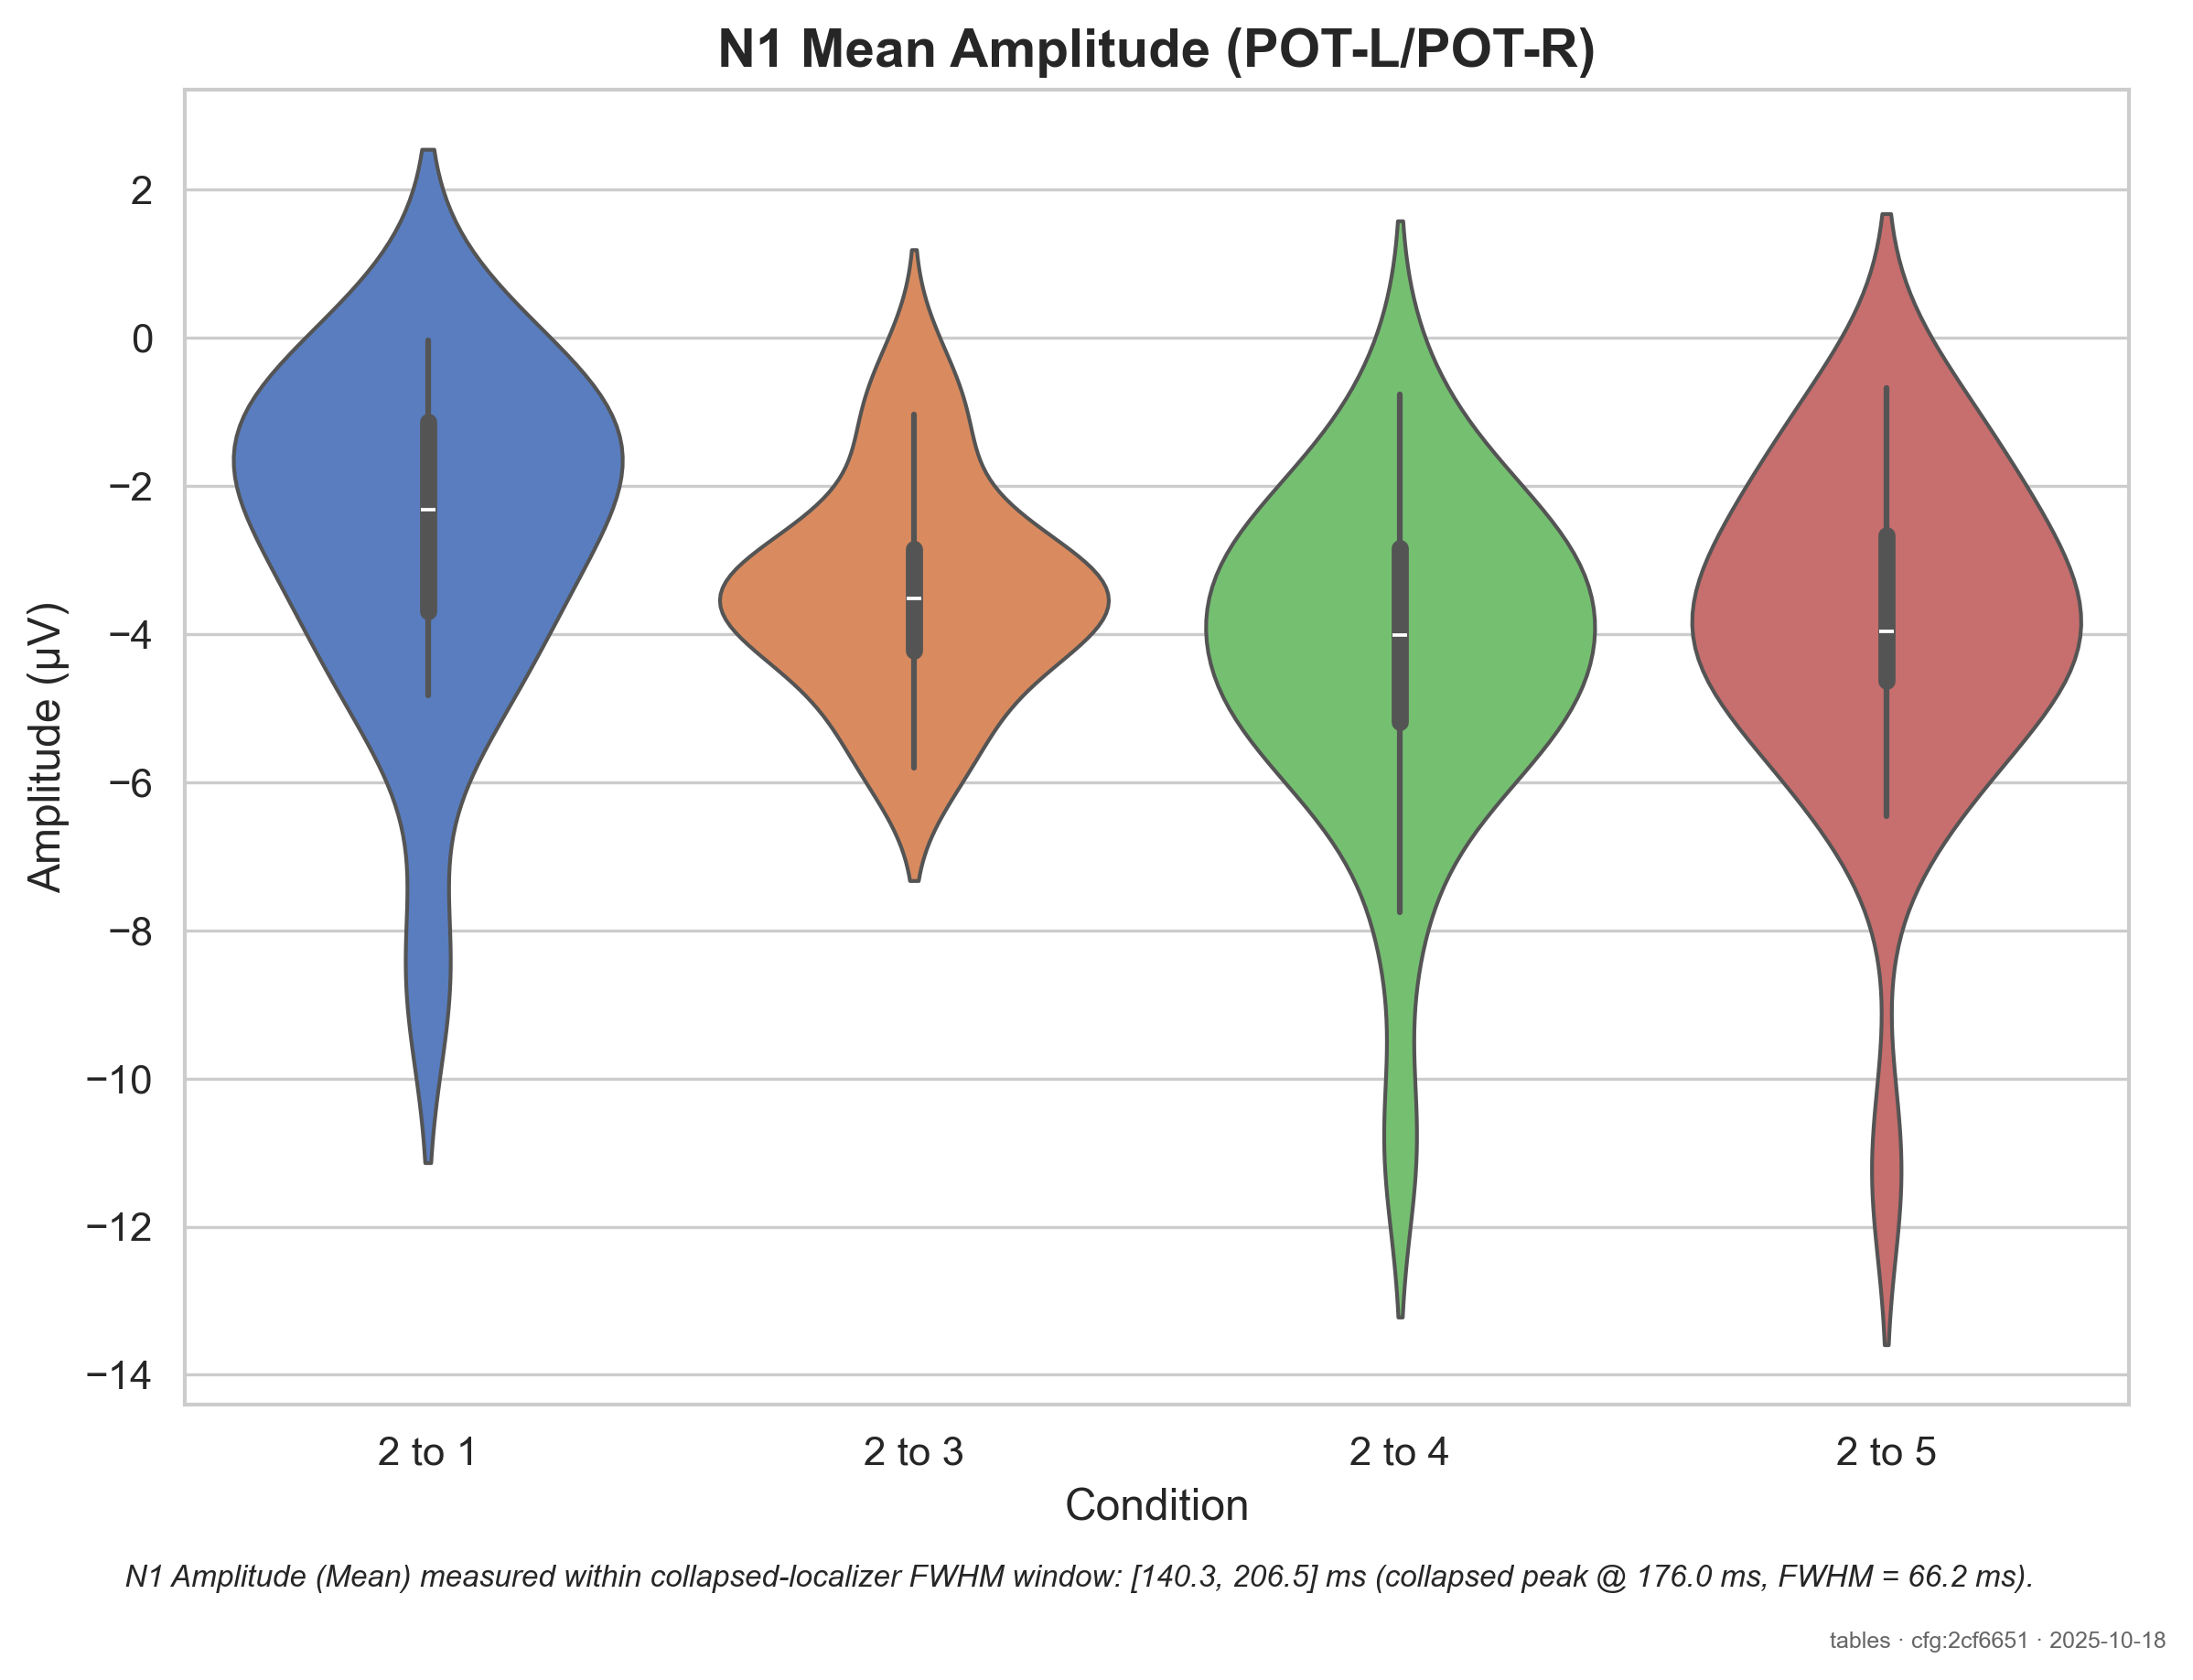 N1 Mean Amplitude (POT-L/POT-R)
Amplitude (µV)
2
0
−2
−4
−6
−8
−10
−12
−14
2 to 1
2 to 3
2 to 4
2 to 5
Condition
N1 Amplitude (Mean) measured within collapsed-localizer FWHM window: [140.3, 206.5] ms (collapsed peak @ 176.0 ms, FWHM = 66.2 ms).
tables · cfg:2cf6651 · 2025-10-18